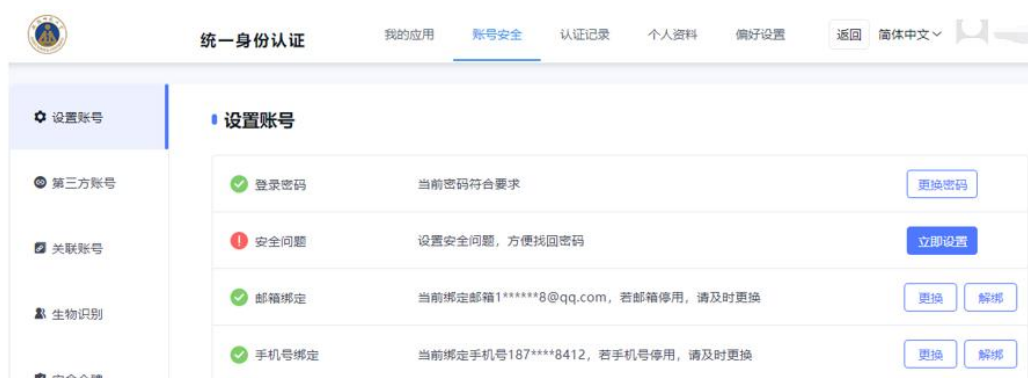 统一身份认证 我的应用 账号安全 认证记录 个人资料 偏好设置 返回 简体中文
设置账号
设置账号
第三方账号
登录密码 当前密码符合要求 更换密码
安全问题 设置安全问题，方便找回密码 立即设置
关联账号
邮箱绑定 当前绑定邮箱1******8@qq.com，若邮箱停用，请及时更换 更换 解绑
生物识别
手机号绑定 当前绑定手机号187****8412，若手机号停用，请及时更换 更换 解绑